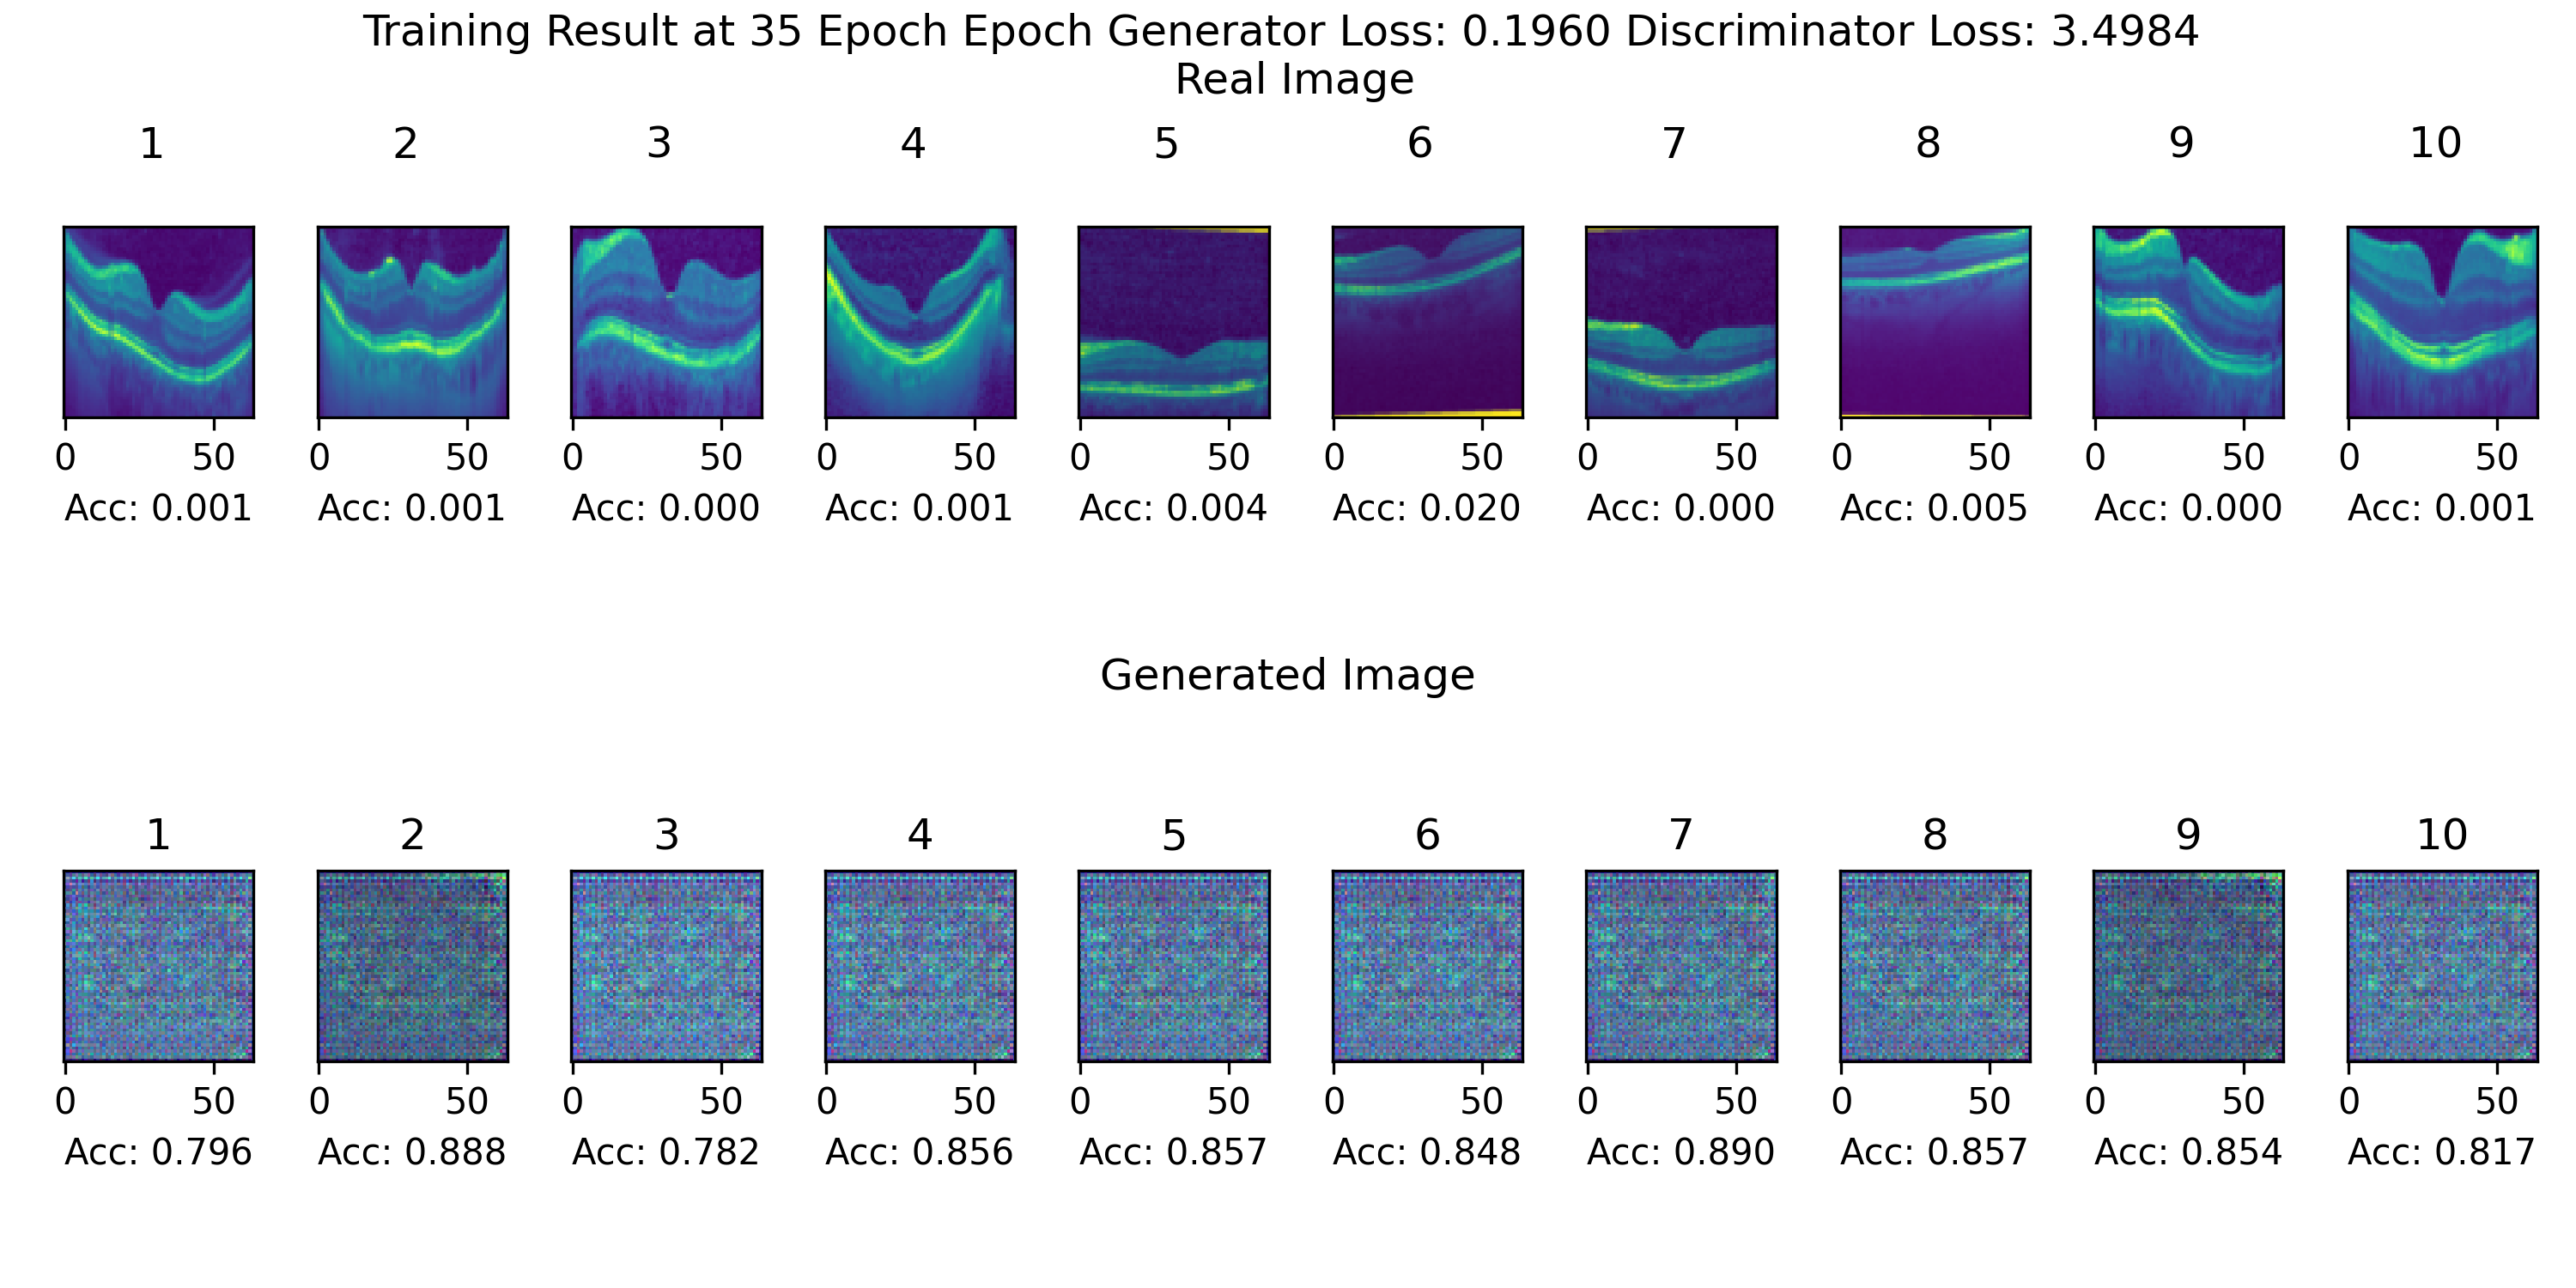 Training Result at 35 Epoch Epoch Generator Loss: 0.1960 Discriminator Loss: 3.4984
Real Image
1 2 3 4 5 6 7 8 9 10
0 50 0 50 0 50 0 50 0 50 0 50 0 50 0 50 0 50 0 50
Acc: 0.001 Acc: 0.001 Acc: 0.000 Acc: 0.001 Acc: 0.004 Acc: 0.020 Acc: 0.000 Acc: 0.005 Acc: 0.000 Acc: 0.001
Generated Image
1 2 3 4 5 6 7 8 9 10
0 50 0 50 0 50 0 50 0 50 0 50 0 50 0 50 0 50 0 50
Acc: 0.796 Acc: 0.888 Acc: 0.782 Acc: 0.856 Acc: 0.857 Acc: 0.848 Acc: 0.890 Acc: 0.857 Acc: 0.854 Acc: 0.817